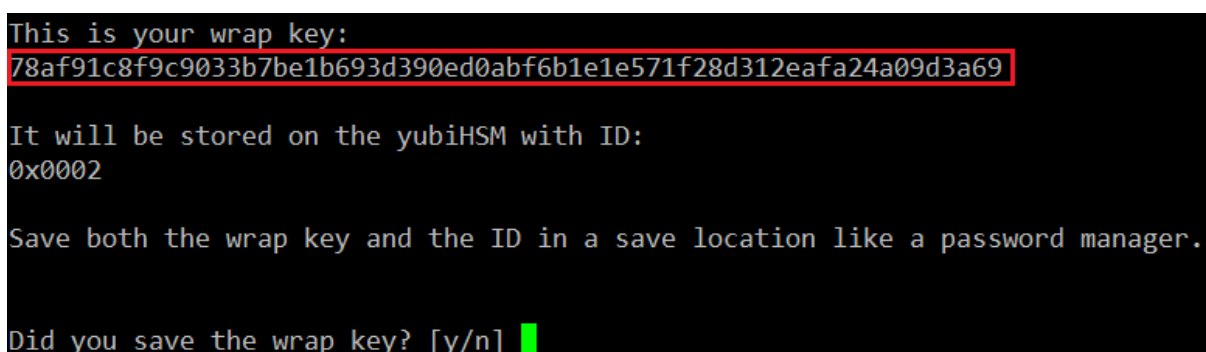 This is your wrap key:
78af91c8f9c9033b7be1b693d390ed0abf6b1e1e571f28d312eafa24a09d3a69
It will be stored on the yubiHSM with ID:
0x0002
Save both the wrap key and the ID in a save location like a password manager.
Did you save the wrap key? [y/n]